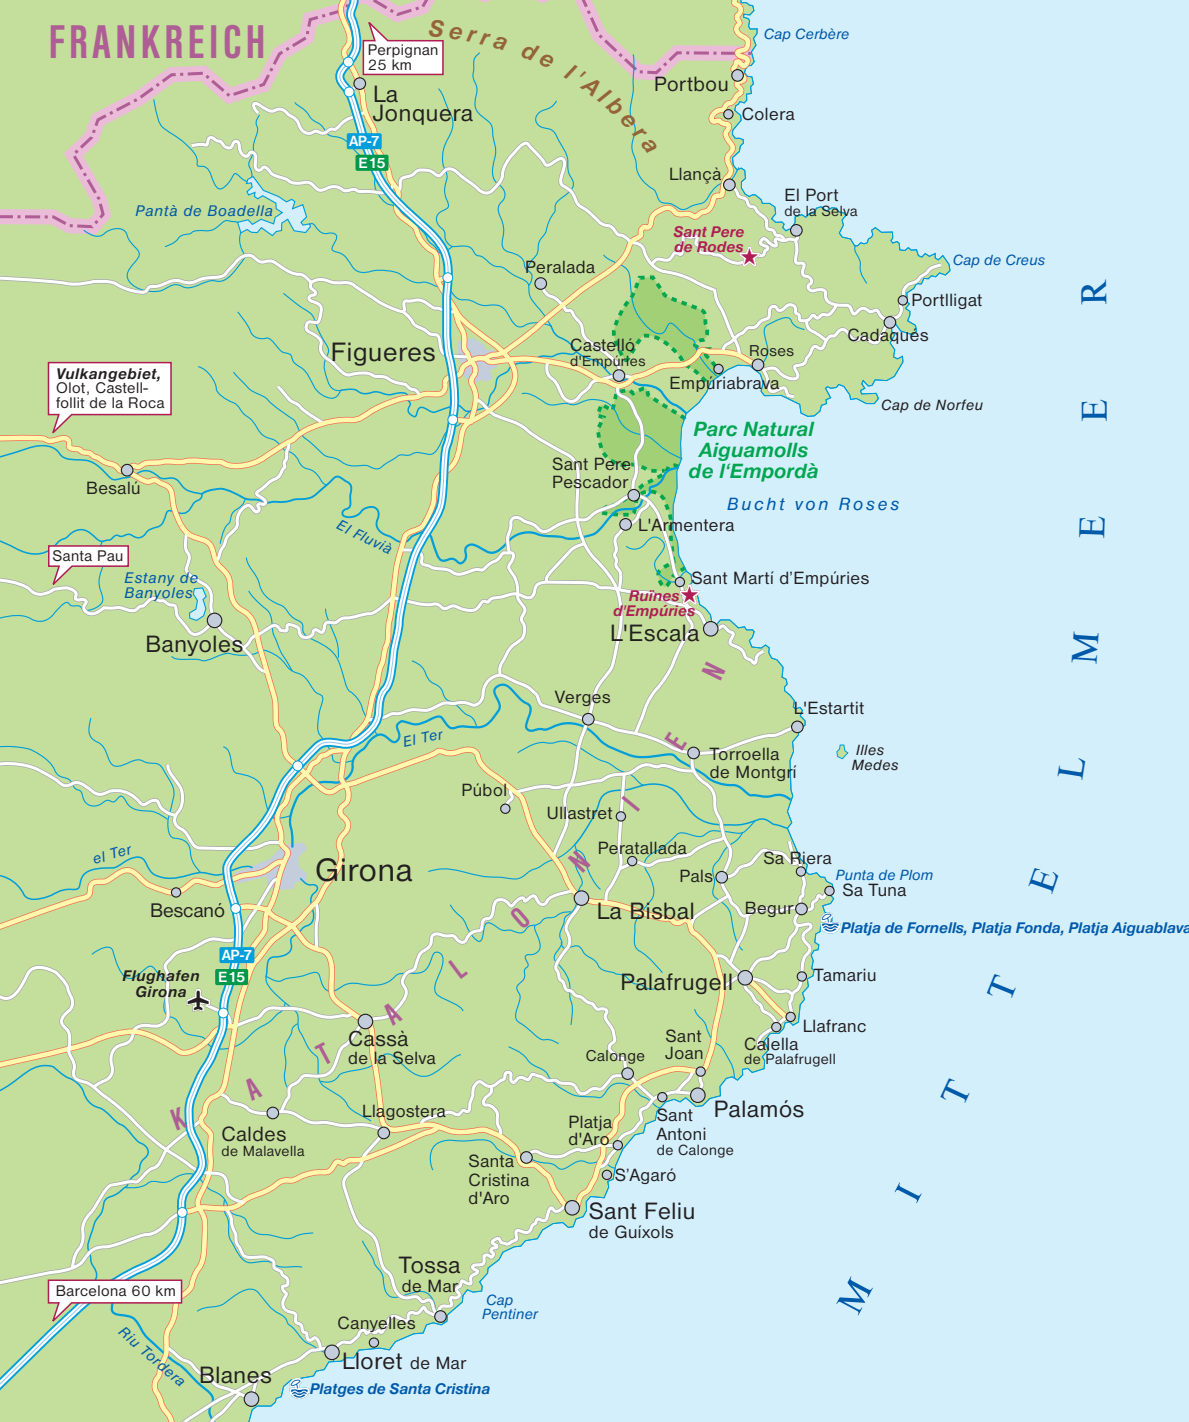 FRANKREICH
Serra de l'Albera
Cap Cerbère
Perpignan
25 km
Portbou
La
Jonquera
Colera
AP-7
E 15
Llançà
El Port
de la Selva
Pantà de Boadella
Sant Pere
de Rodes
Peralada
Cap de Creus
Portlligat
Cadaqués
Figueres
Castelló
d'Empúries
Roses
Empúriabrava
Vulkangebiet,
Olot, Castell-
follit de la Roca
Cap de Norfeu
Parc Natural
Aiguamolls
de l'Empordà
Sant Pere
Pescador
Besalú
Bucht von Roses
El Fluvià
L'Armentera
Santa Pau
Estany de
Banyoles
Sant Martí d'Empúries
Ruïnes
d'Empúries
L'Escala
Banyoles
Verges
L'Estartit
El Ter
Illes
Medes
Torroella
de Montgrí
Púbol
Ullastret
Peratallada
el Ter
Sa Riera
Girona
Pals
Punta de Plom
Sa Tuna
Bescanó
La Bisbal
Begur
Platja de Fornells, Platja Fonda, Platja Aiguablava
AP-7
E 15
Flughafen
Girona
Palafrugell
Tamariu
Cassà
de la Selva
Llafranc
Sant
Joan
Calella
de Palafrugell
Calonge
KATALONIEN
MITTELMEER
Llagostera
Palamós
Caldes
de Malavella
Platja
d'Aro
Sant
Antoni
de Calonge
Santa
Cristina
d'Aro
S'Agaró
Sant Feliu
de Guíxols
Tossa
de Mar
Barcelona 60 km
Cap
Pentiner
Canyelles
Riu Tordera
Lloret de Mar
Blanes
Platges de Santa Cristina